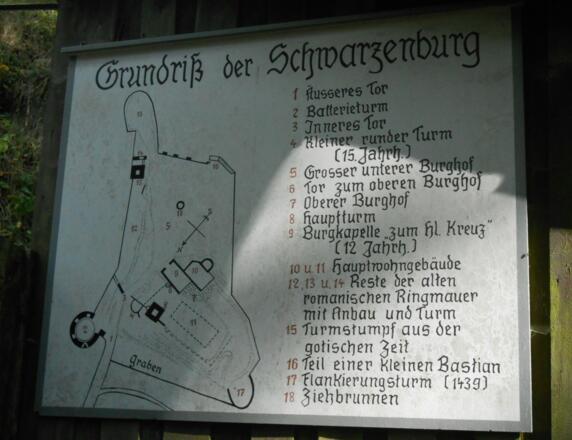 Grundriß der Schwarzenburg
1 Äusseres Tor
2 Batterieturm
3 Inneres Tor
4 Kleiner runder Turm
(15. Jahrh.)
5 Grosser unterer Burghof
6 Tor zum oberen Burghof
7 Oberer Burghof
8 Hauptturm
9 Burgkapelle „zum hl. Kreuz"
(12 Jahrh.)
10 u. 11 Hauptwohngebäude
12, 13 u. 14 Reste der alten
romanischen Ringmauer
mit Anbau und Turm
15 Turmstumpf aus der
gotischen Zeit
16 Teil einer kleinen Bastian
17 Flankierungsturm (1439)
18 Ziehbrunnen
Graben
17